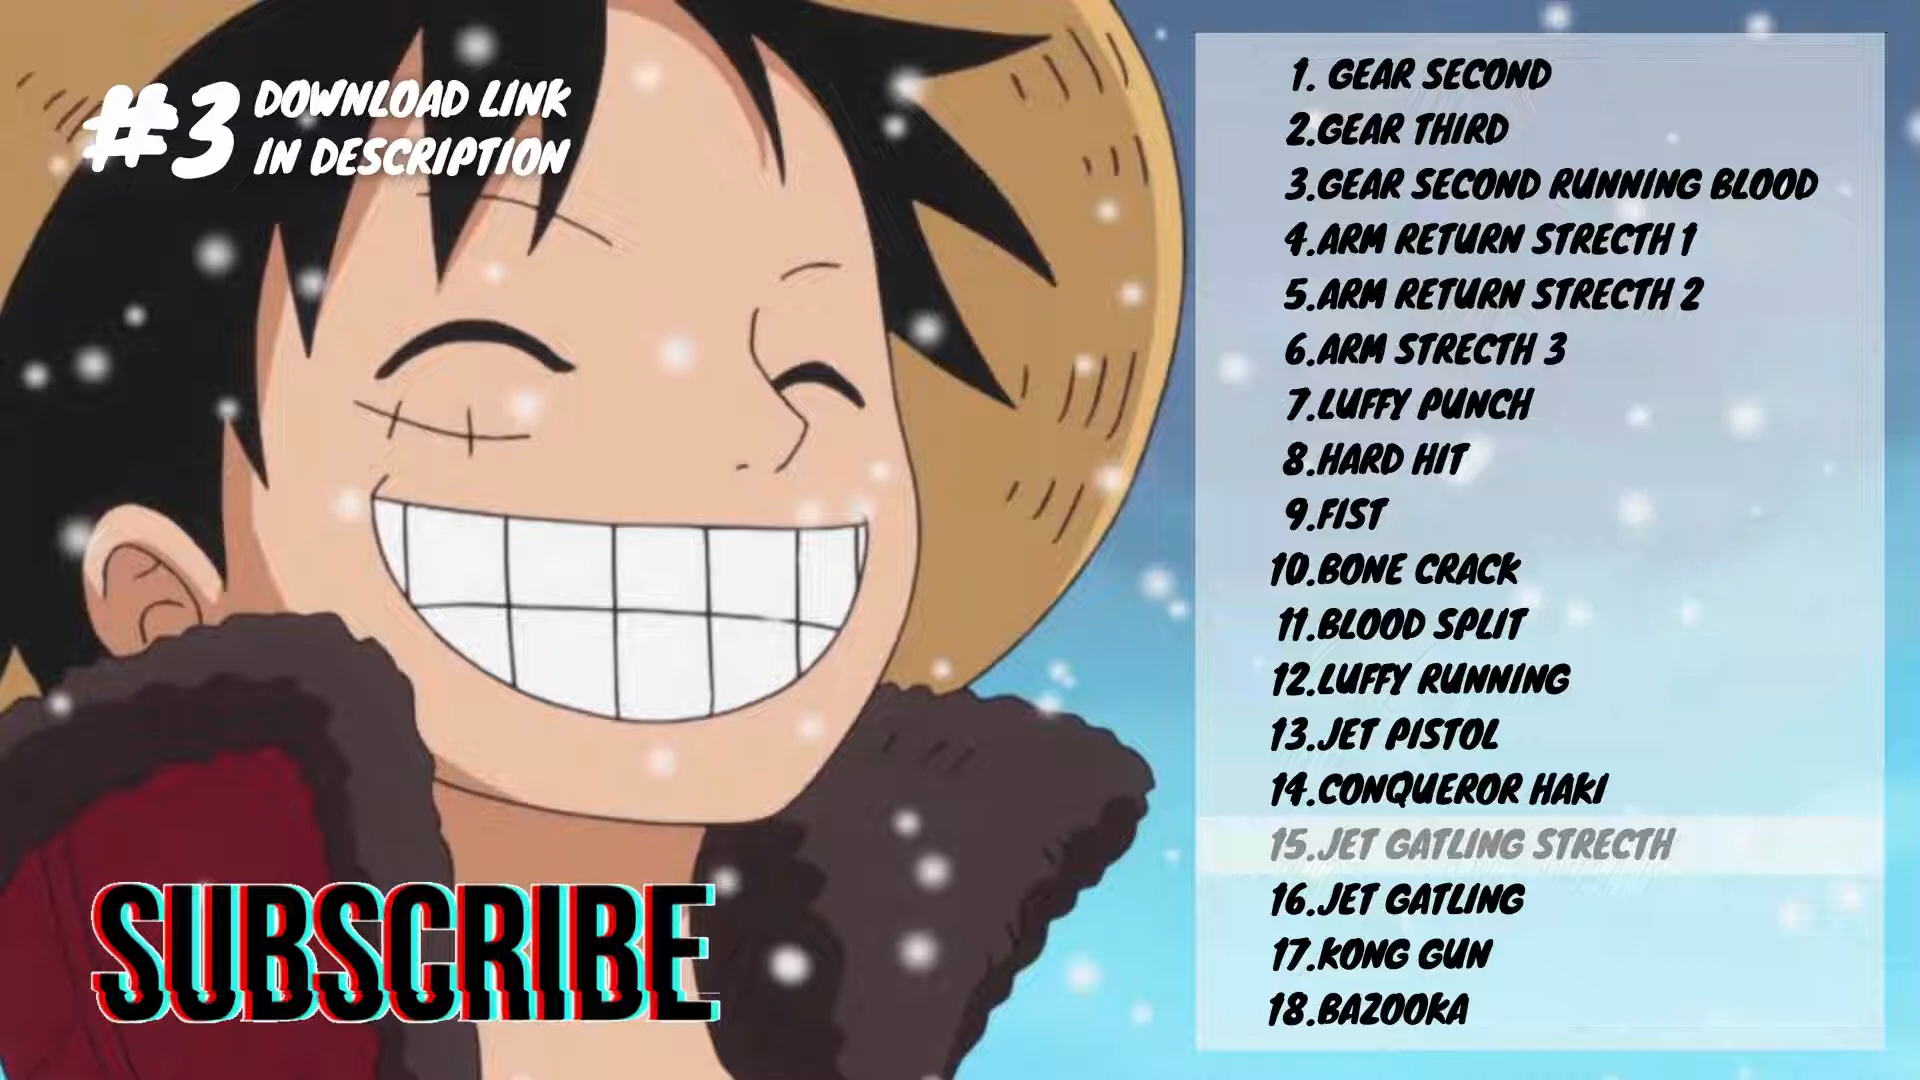 #3 DOWNLOAD LINK
IN DESCRIPTION
SUBSCRIBE
1. GEAR SECOND
2.GEAR THIRD
3.GEAR SECOND RUNNING BLOOD
4.ARM RETURN STRECTH 1
5.ARM RETURN STRECTH 2
6.ARM STRECTH 3
7.LUFFY PUNCH
8.HARD HIT
9.FIST
10.BONE CRACK
11.BLOOD SPLIT
12.LUFFY RUNNING
13.JET PISTOL
14.CONQUEROR HAKI
15.JET GATLING STRECTH
16.JET GATLING
17.KONG GUN
18.BAZOOKA